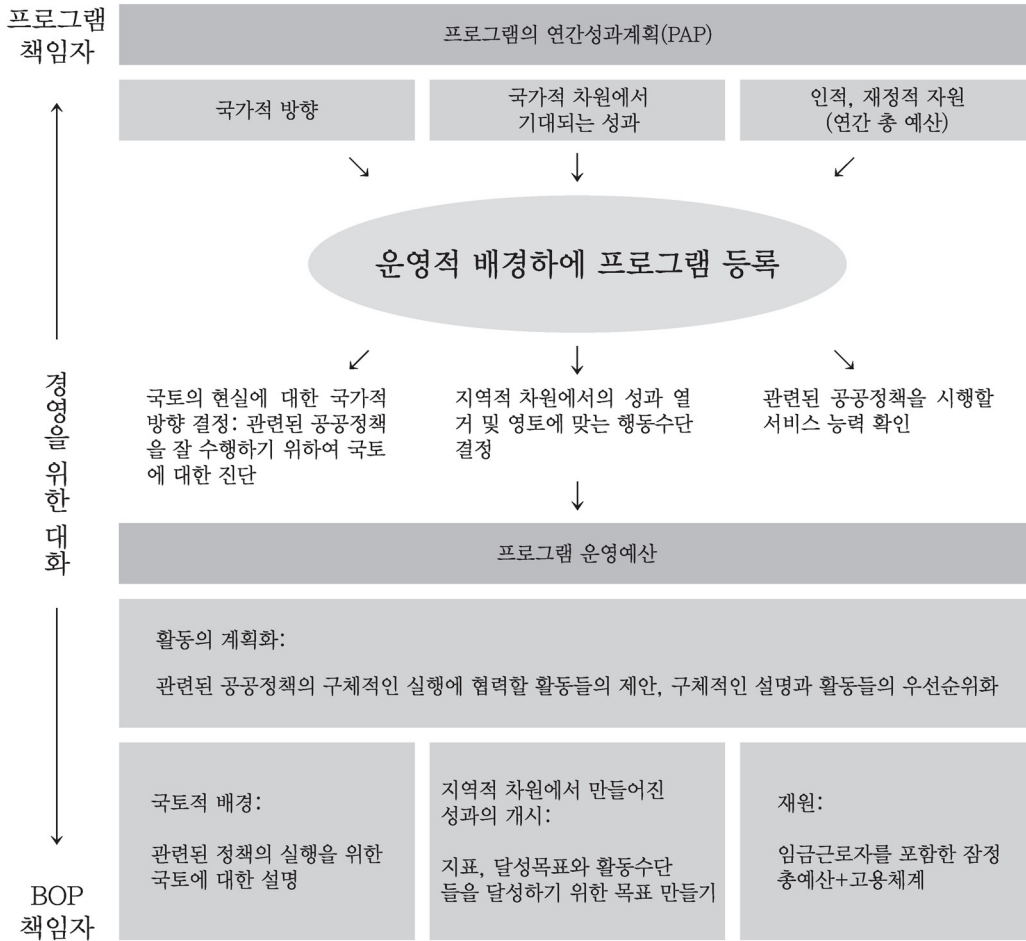 프로그램
책임자
프로그램의 연간성과계획(PAP)
국가적 방향
국가적 차원에서
기대되는 성과
인적, 재정적 자원
(연간 총 예산)
운영적 배경하에 프로그램 등록
국토의 현실에 대한 국가적
방향 결정: 관련된 공공정책
을 잘 수행하기 위하여 국토
에 대한 진단
지역적 차원에서의 성과 열
거 및 영토에 맞는 행동수단
결정
관련된 공공정책을 시행할
서비스 능력 확인
경영을 위한 대화
프로그램 운영예산
활동의 계획화:
관련된 공공정책의 구체적인 실행에 협력할 활동들의 제안, 구체적인 설명과 활동들의 우선순위화
국토적 배경:
관련된 정책의 실행을 위한
국토에 대한 설명
지역적 차원에서 만들어진
성과의 개시:
지표, 달성목표와 활동수단
들을 달성하기 위한 목표 만들기
재원:
임금근로자를 포함한 잠정
총예산+고용체계
BOP
책임자